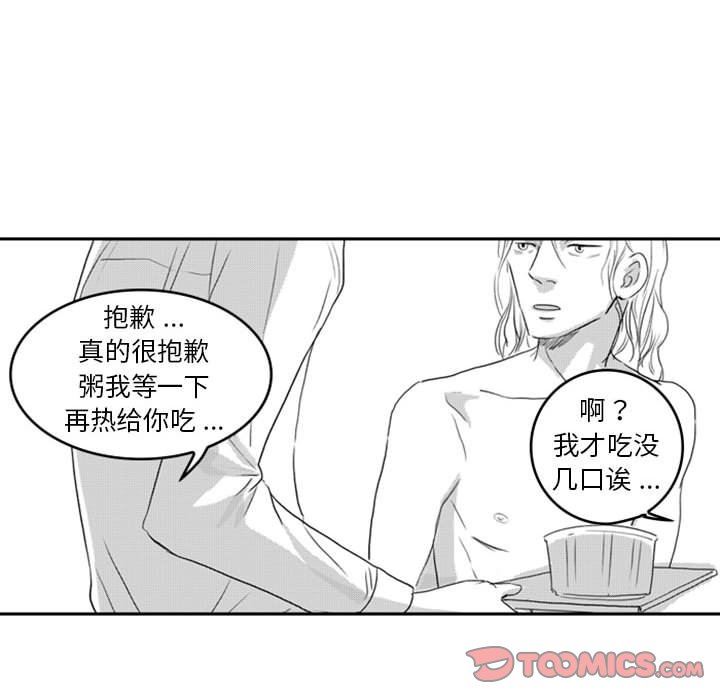 抱歉 ...
真的很抱歉
粥我等一下
再热给你吃 ...
啊？
我才吃没
几口诶 ...
TOOMICS.COM